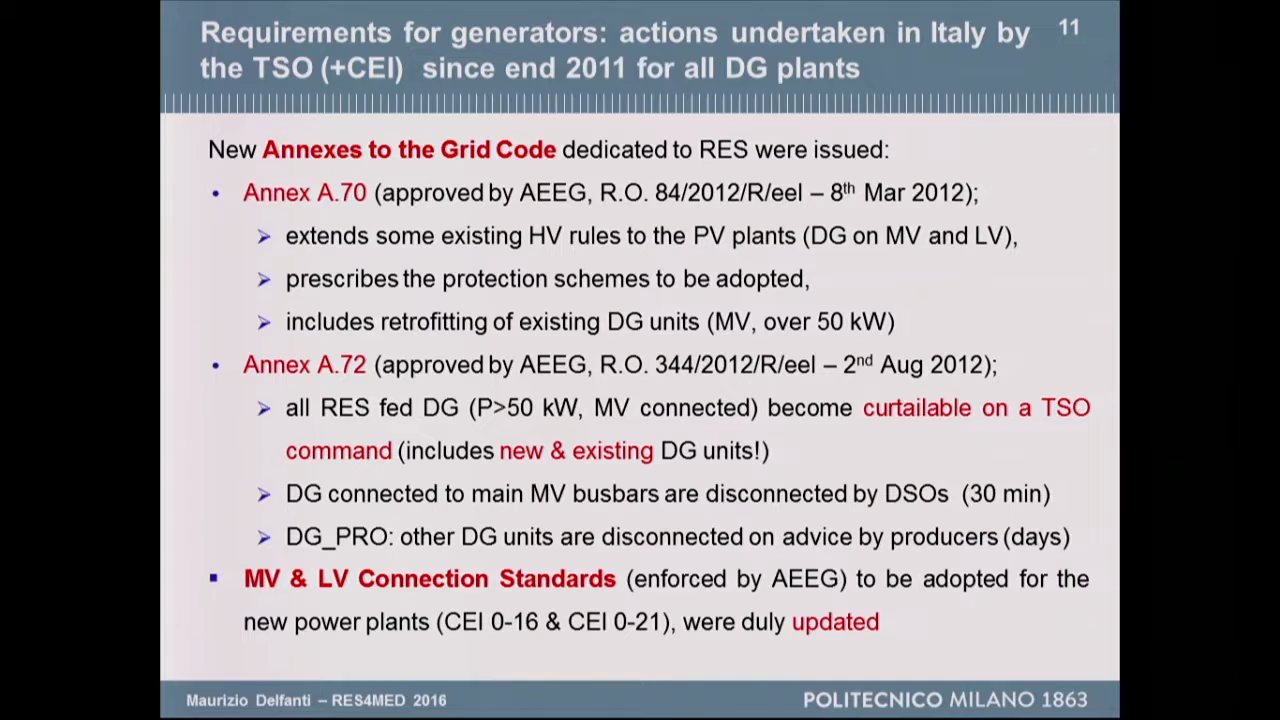 Requirements for generators: actions undertaken in Italy by
the TSO (+CEI) since end 2011 for all DG plants
11
New Annexes to the Grid Code dedicated to RES were issued:
• Annex A.70 (approved by AEEG, R.O. 84/2012/R/eel – 8th Mar 2012);
➢ extends some existing HV rules to the PV plants (DG on MV and LV),
➢ prescribes the protection schemes to be adopted,
➢ includes retrofitting of existing DG units (MV, over 50 kW)
• Annex A.72 (approved by AEEG, R.O. 344/2012/R/eel – 2nd Aug 2012);
➢ all RES fed DG (P>50 kW, MV connected) become curtailable on a TSO
command (includes new & existing DG units!)
➢ DG connected to main MV busbars are disconnected by DSOs (30 min)
➢ DG_PRO: other DG units are disconnected on advice by producers (days)
▪ MV & LV Connection Standards (enforced by AEEG) to be adopted for the
new power plants (CEI 0-16 & CEI 0-21), were duly updated
Maurizio Delfanti – RES4MED 2016
POLITECNICO MILANO 1863